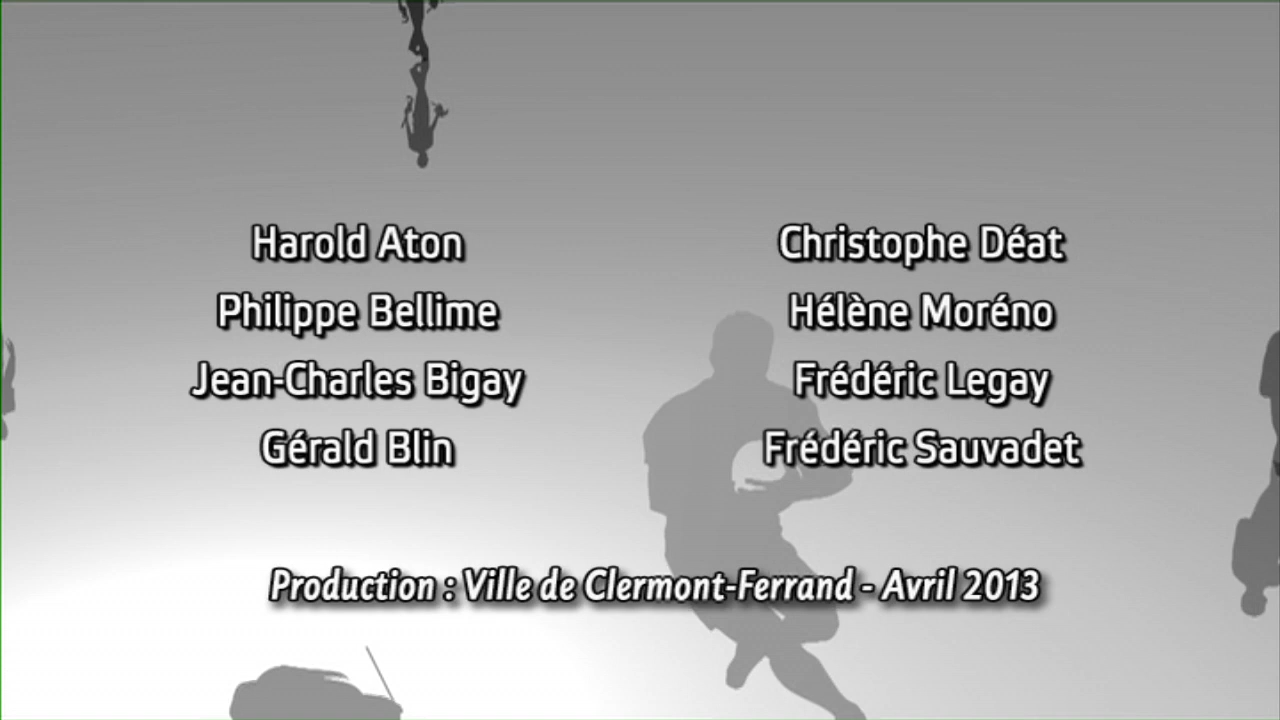 Harold Aton
Philippe Bellime
Jean-Charles Bigay
Gérald Blin
Christophe Déat
Hélène Moréno
Frédéric Legay
Frédéric Sauvadet
Production : Ville de Clermont-Ferrand - Avril 2013